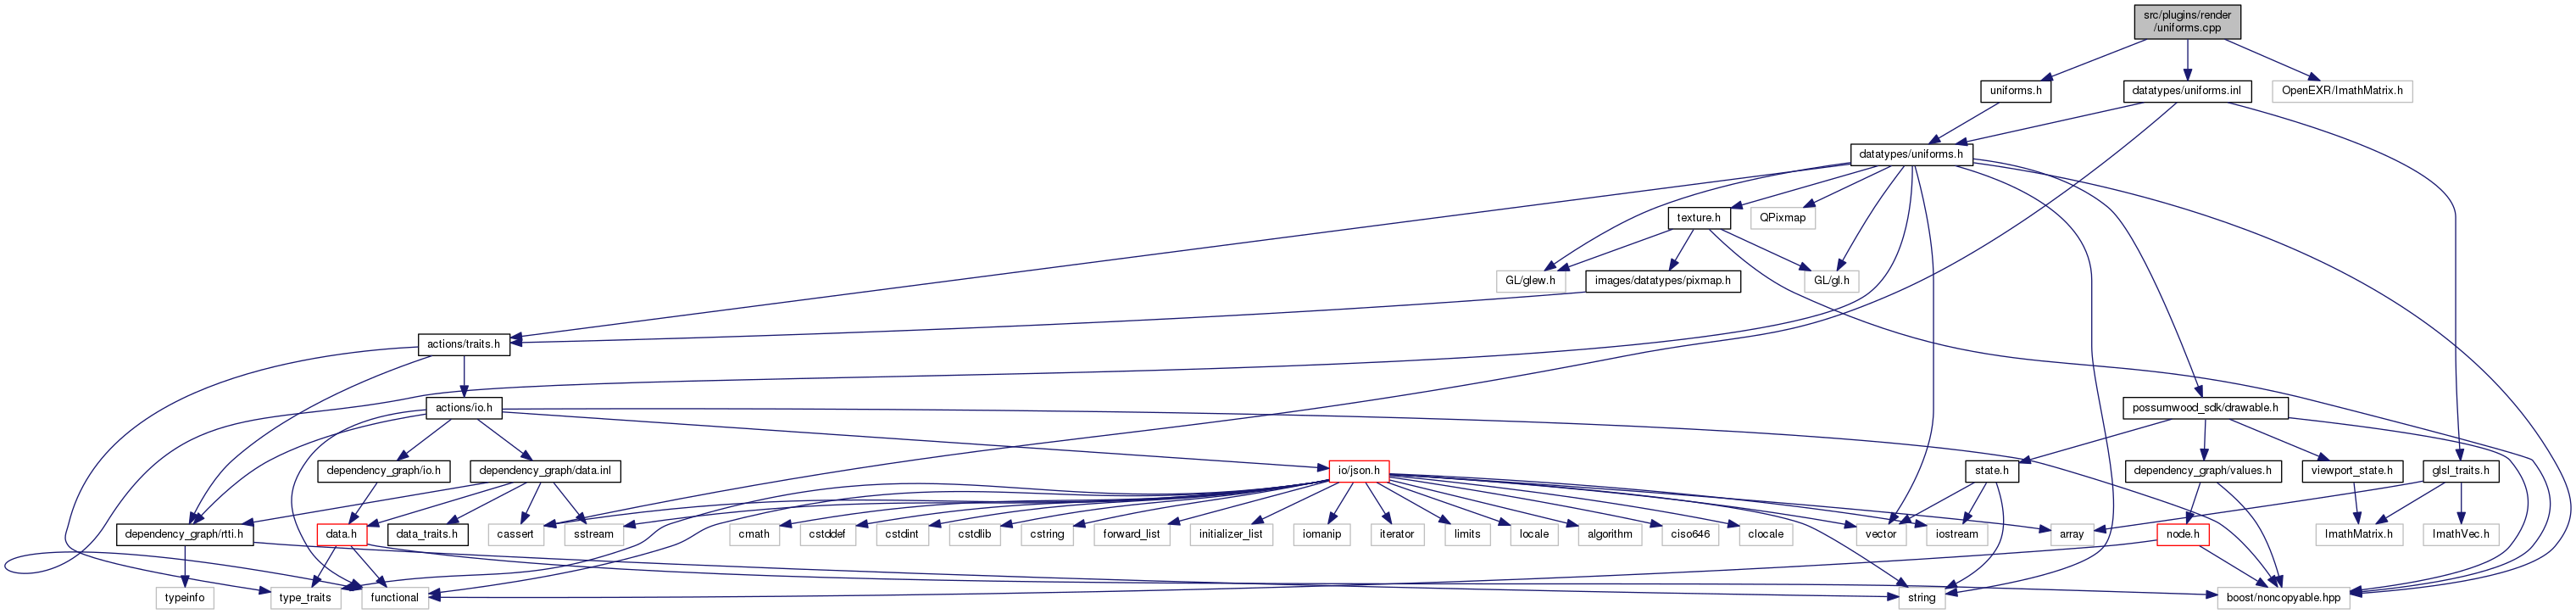 src/plugins/render
/uniforms.cpp
uniforms.h
datatypes/uniforms.inl
OpenEXR/ImathMatrix.h
datatypes/uniforms.h
texture.h
QPixmap
GL/glew.h
images/datatypes/pixmap.h
GL/gl.h
actions/traits.h
actions/io.h
possumwood_sdk/drawable.h
dependency_graph/io.h
dependency_graph/data.inl
io/json.h
state.h
dependency_graph/values.h
viewport_state.h
glsl_traits.h
dependency_graph/rtti.h
data.h
data_traits.h
cassert
sstream
cmath
cstddef
cstdint
cstdlib
cstring
forward_list
initializer_list
iomanip
iterator
limits
locale
algorithm
ciso646
clocale
vector
iostream
array
node.h
ImathMatrix.h
ImathVec.h
typeinfo
type_traits
functional
string
boost/noncopyable.hpp